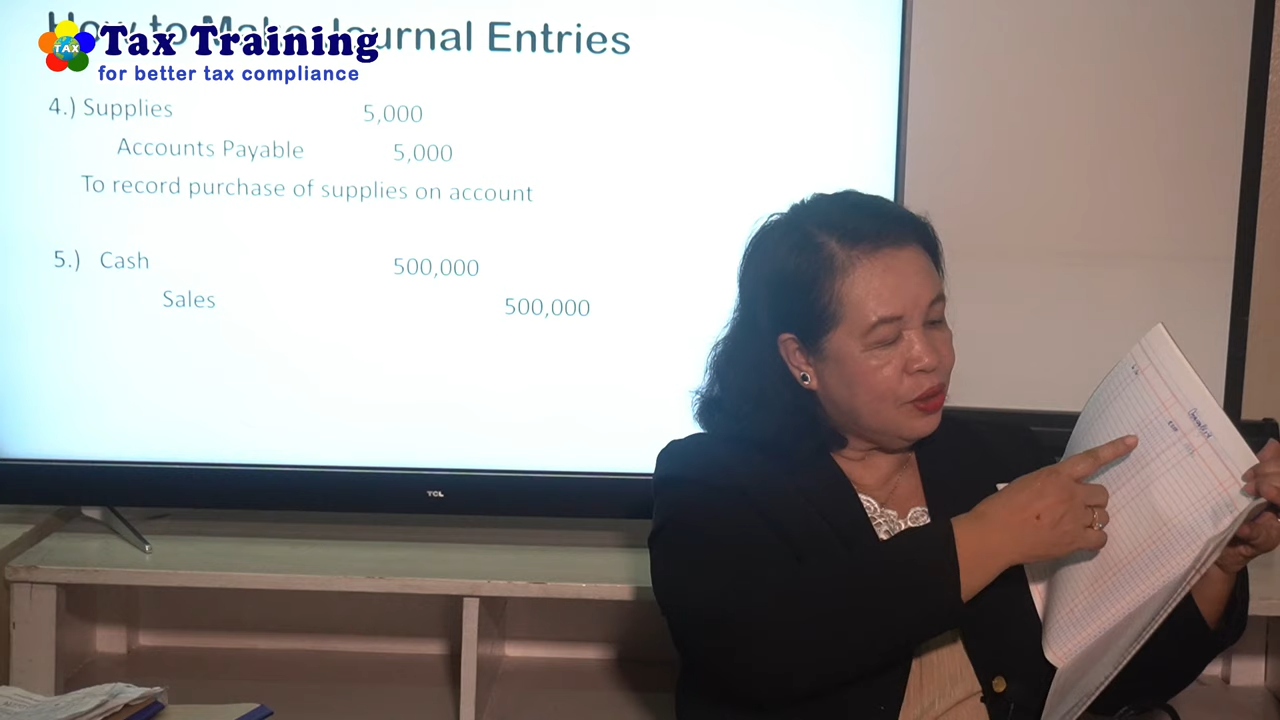 How to Make Journal Entries
TAX
Tax Training
for better tax compliance
4.) Supplies 5,000
Accounts Payable 5,000
To record purchase of supplies on account
5.) Cash 500,000
Sales 500,000
TCL